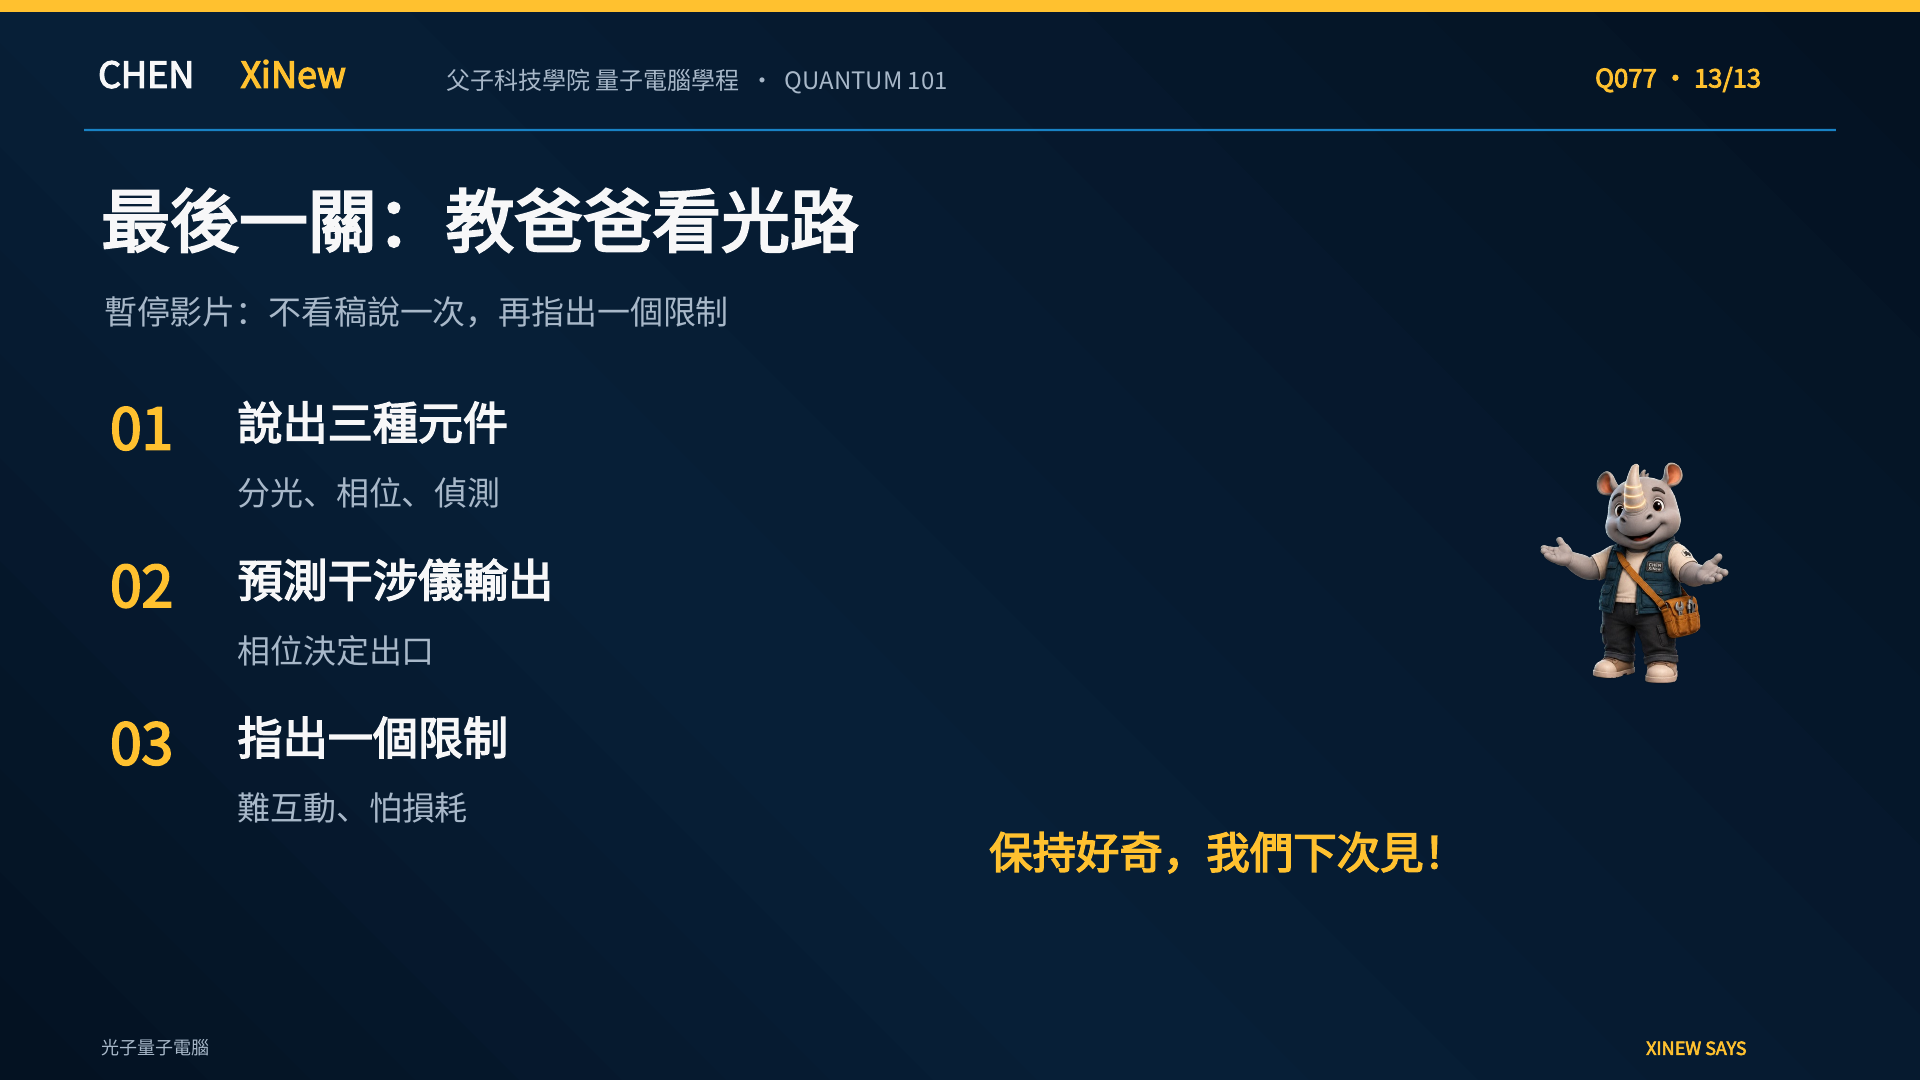 CHEN XiNew 父子科技學院 量子電腦學程 · QUANTUM 101 Q077 · 13/13
最後一關：教爸爸看光路
暫停影片：不看稿說一次，再指出一個限制
01 說出三種元件
分光、相位、偵測
02 預測干涉儀輸出
相位決定出口
03 指出一個限制
難互動、怕損耗
保持好奇，我們下次見！
光子量子電腦 XINEW SAYS